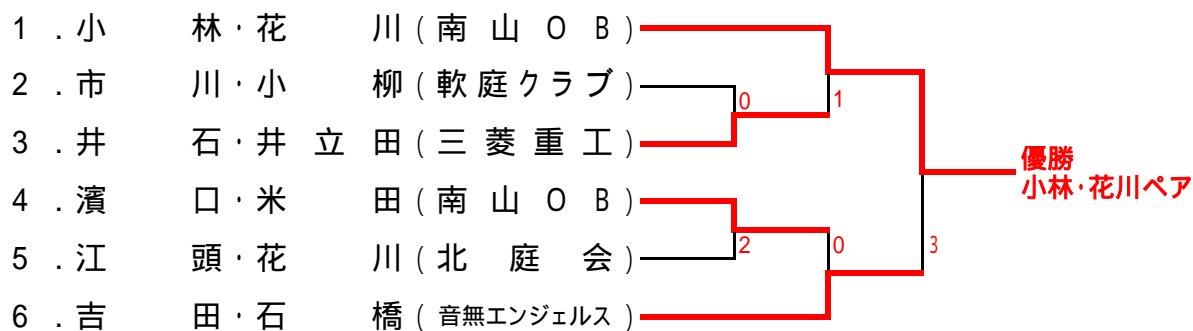 1 . 小林・花川 ( 南山OB )
2 . 市川・小柳 ( 軟庭クラブ )
0
1
3 . 井石・井立田 ( 三菱重工 )
優勝
小林・花川ペア
4 . 濱口・米田 ( 南山OB )
2
0
3
5 . 江頭・花川 ( 北庭会 )
6 . 吉田・石橋 ( 音無エンジェルス )